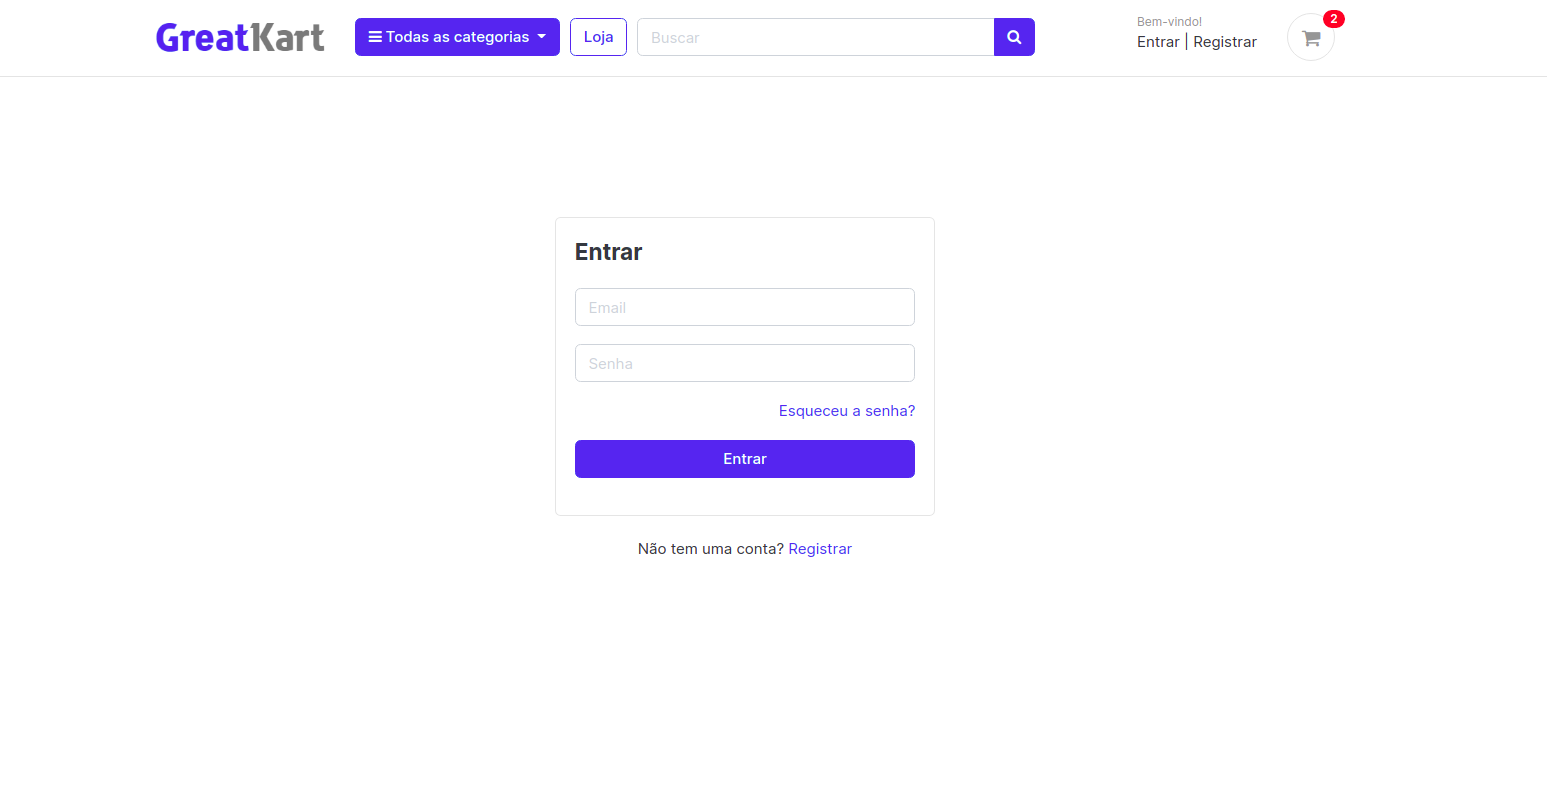 GreatKart
Todas as categorias
Loja
Buscar
Bem-vindo!
Entrar | Registrar
2
Entrar
Email
Senha
Esqueceu a senha?
Entrar
Não tem uma conta? Registrar